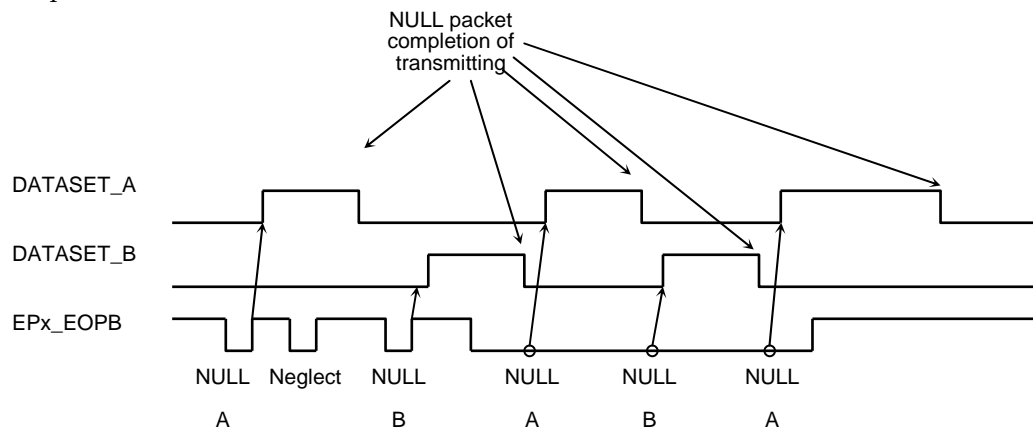 NULL packet
completion of
transmitting
DATASET_A
DATASET_B
EPx_EOPB
NULL Neglect NULL NULL NULL NULL
A B A B A